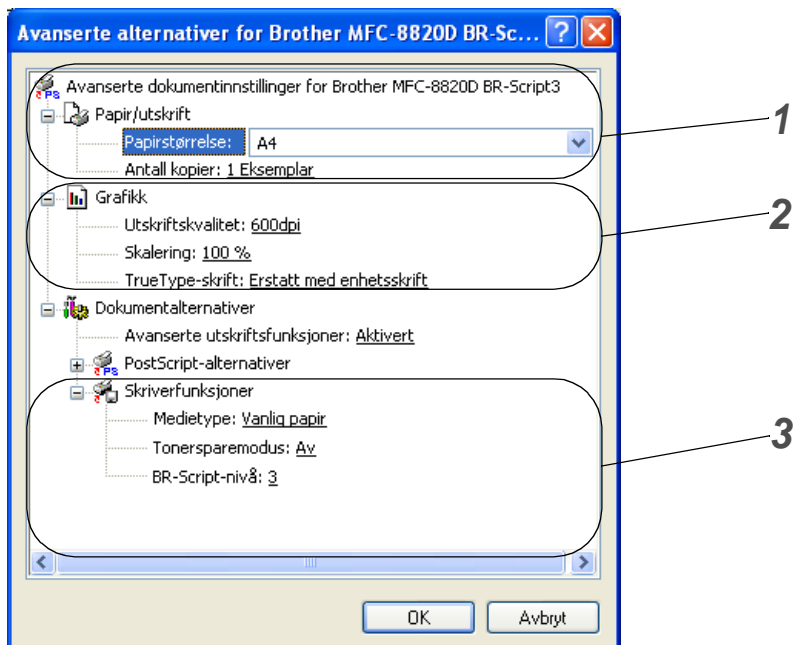 Avanserte alternativer for Brother MFC-8820D BR-Sc...
Avanserte dokumentinnstillinger for Brother MFC-8820D BR-Script3
Papir/utskrift
Papirstørrelse: A4
Antall kopier: 1 Eksemplar
1
Grafikk
Utskriftskvalitet: 600dpi
Skalering: 100 %
TrueType-skrift: Erstatt med enhetsskrift
2
Dokumentalternativer
Avanserte utskriftsfunksjoner: Aktivert
PostScript-alternativer
Skriverfunksjoner
Medietype: Vanlig papir
Tonersparemodus: Av
BR-Script-nivå: 3
3
OK
Avbryt